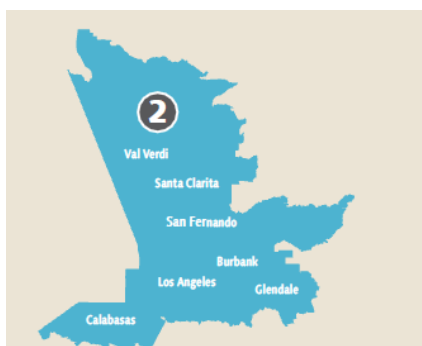 2
Val Verdi
Santa Clarita
San Fernando
Burbank
Los Angeles
Glendale
Calabasas